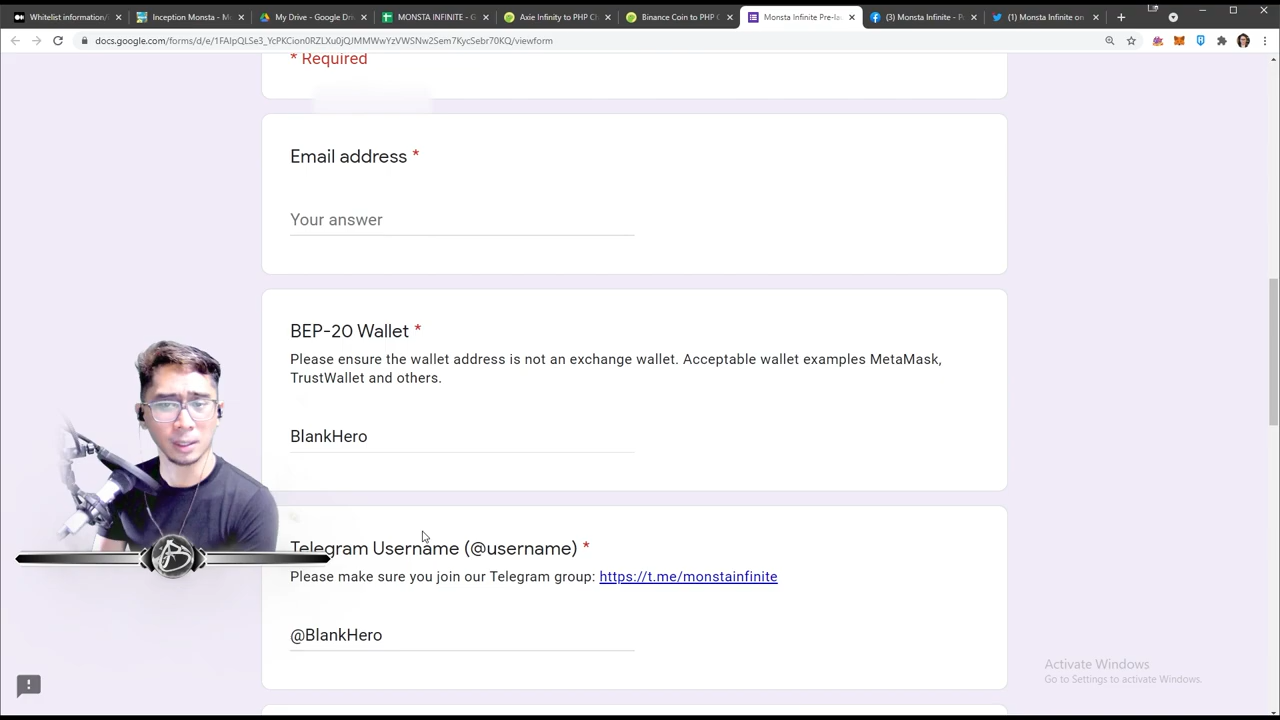 Whitelist information/
Inception Monsta - M
My Drive - Google Dri
MONSTA INFINITE - G
Axie Infinity to PHP C
Binance Coin to PHP C
Monsta Infinite Pre-la
(3) Monsta Infinite - P
(1) Monsta Infinite on
docs.google.com/forms/d/e/1FAIpQLSe3_YcPKCion0RZLXu0jQJMMWwYzVWSNw2Sem7KycSebr70KQ/viewform
* Required
Email address *
Your answer
BEP-20 Wallet *
Please ensure the wallet address is not an exchange wallet. Acceptable wallet examples MetaMask,
TrustWallet and others.
BlankHero
Telegram Username (@username) *
Please make sure you join our Telegram group: https://t.me/monstainfinite
@BlankHero
Activate Windows
Go to Settings to activate Windows.